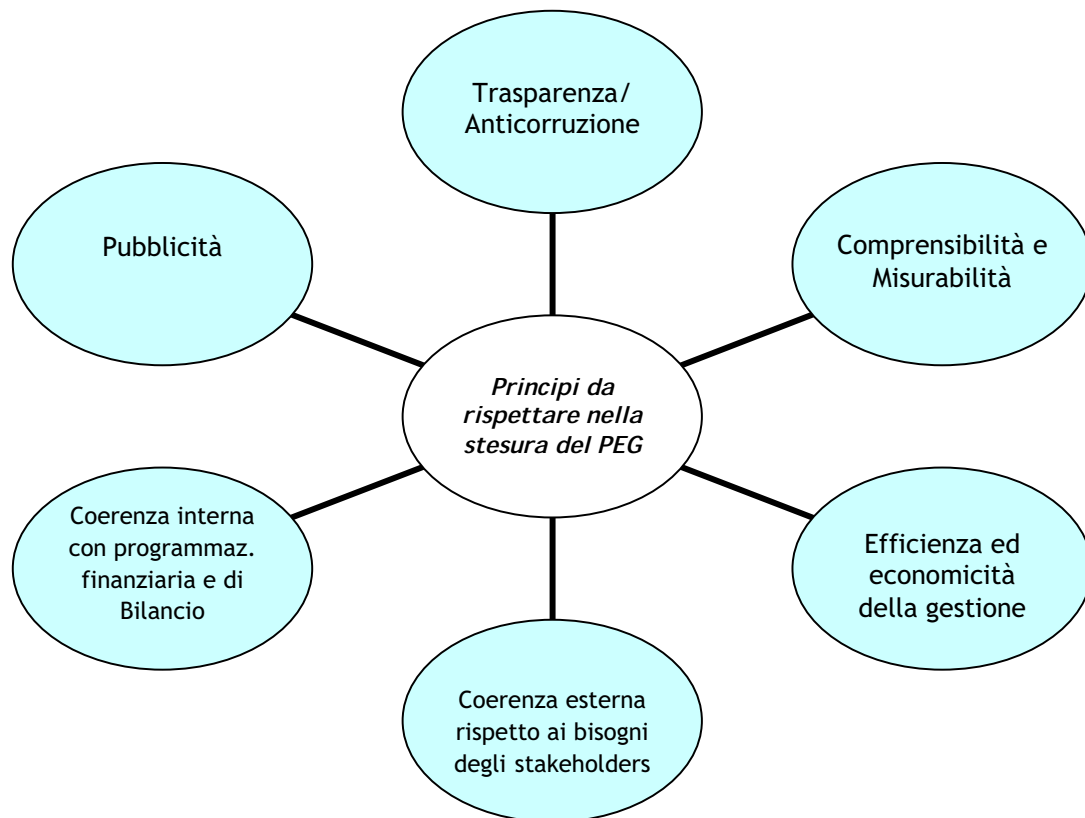 Trasparenza/
Anticorruzione
Pubblicità
Comprensibilità e
Misurabilità
Principi da
rispettare nella
stesura del PEG
Coerenza interna
con programmaz.
finanziaria e di
Bilancio
Efficienza ed
economicità
della gestione
Coerenza esterna
rispetto ai bisogni
degli stakeholders